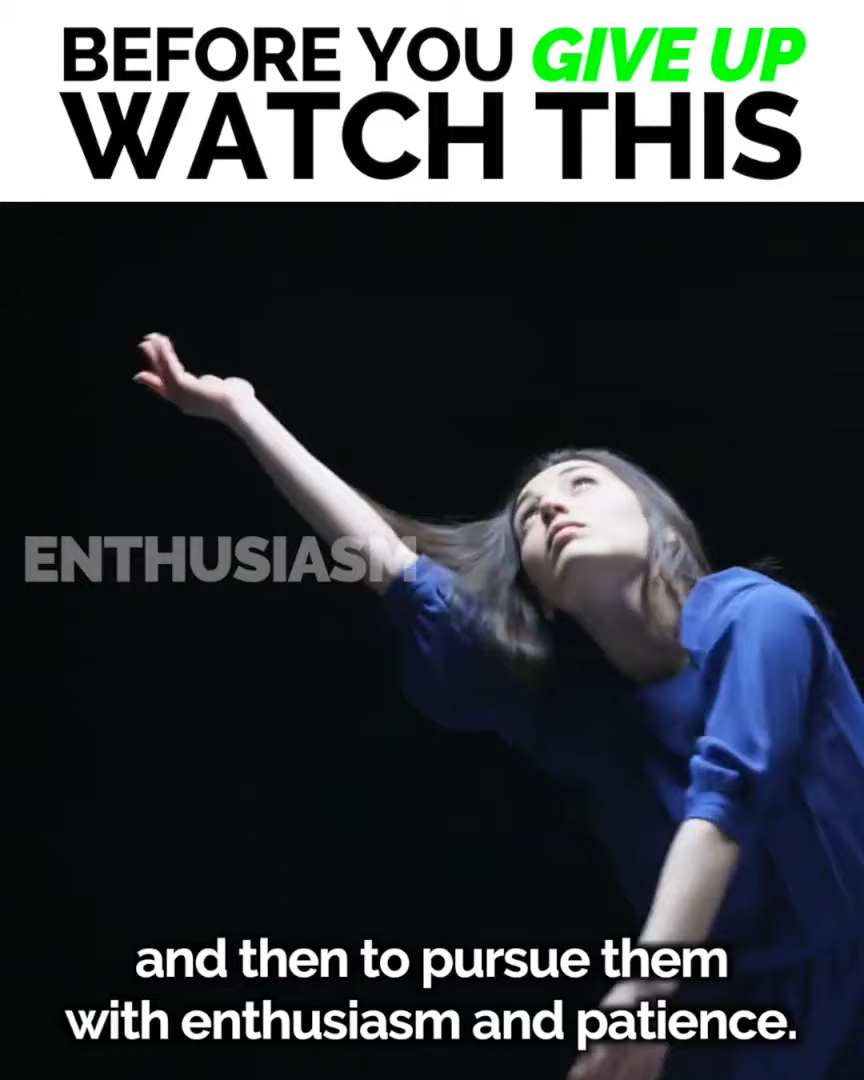 BEFORE YOU GIVE UP
WATCH THIS
ENTHUSIASM
and then to pursue them
with enthusiasm and patience.